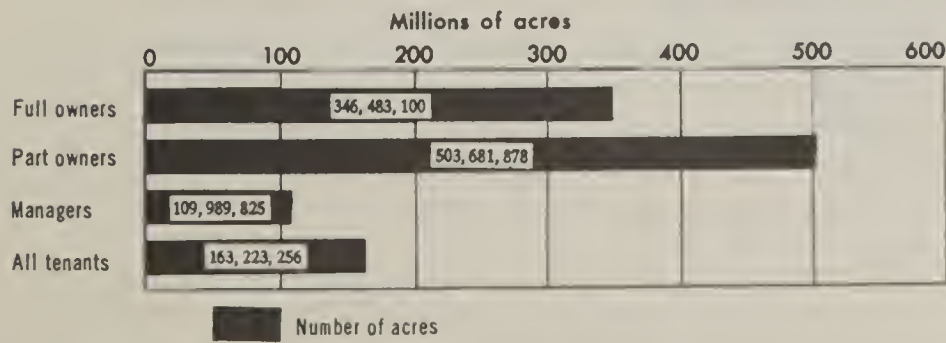 Millions of acres
0 100 200 300 400 500 600
Full owners 346, 483, 100
Part owners 503, 681, 878
Managers 109, 989, 825
All tenants 163, 223, 256
Number of acres